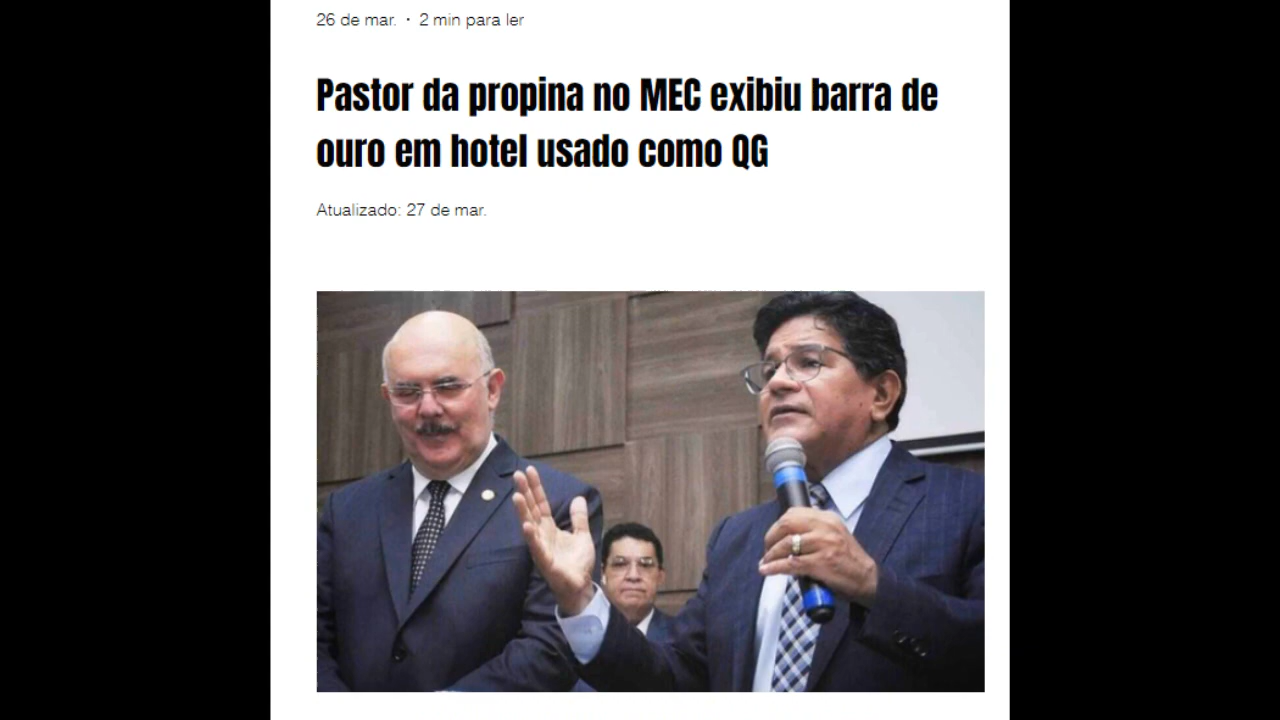 26 de mar. · 2 min para ler
Pastor da propina no MEC exibiu barra de
ouro em hotel usado como QG
Atualizado: 27 de mar.